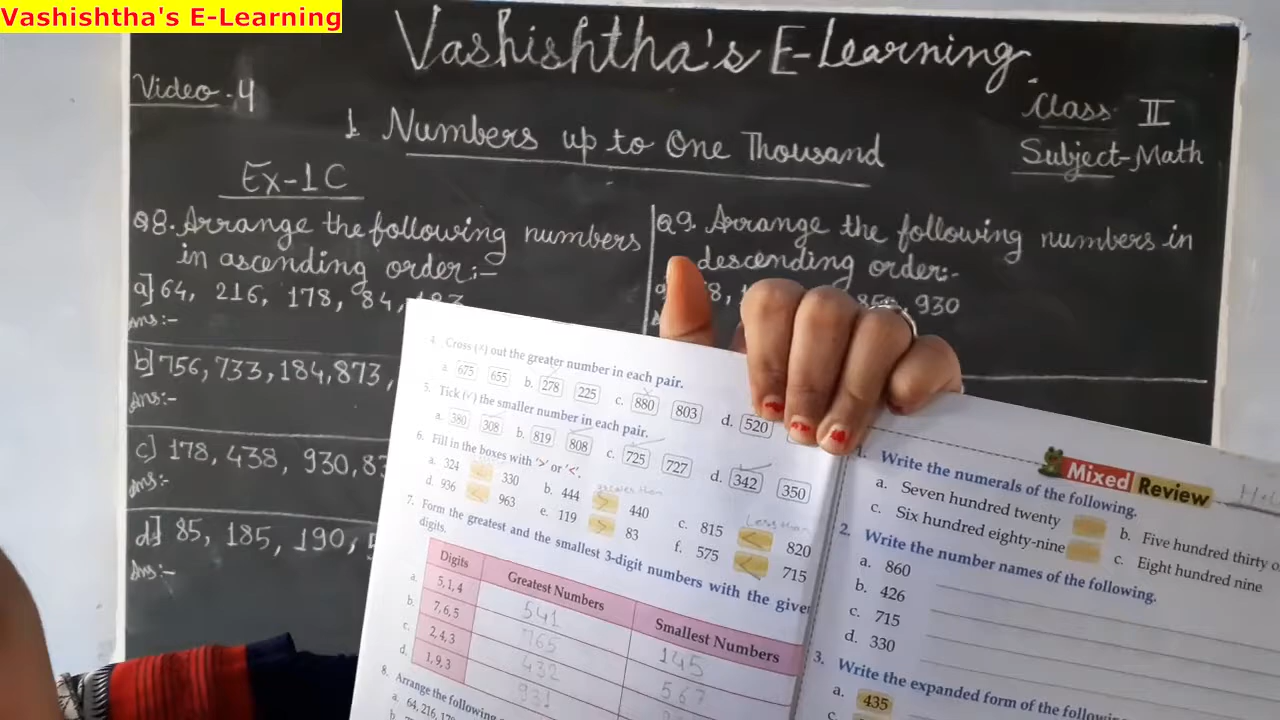 Vashishtha's E-Learning
Vashishtha's E-Learning
Video-4
Class II
1. Numbers up to One Thousand
Subject-Math
Ex-1C
Q8. Arrange the following numbers
in ascending order:-
a] 64, 216, 178, 84,
Ans:-
b] 756, 733, 184, 873,
Ans:-
c] 178, 438, 930, 83
Ans:-
d] 85, 185, 190,
Ans:-
Q9. Arrange the following numbers in
descending order:-
930
4. Cross (×) out the greater number in each pair.
a. 675 655 b. 278 225 c. 880 803 d. 520
5. Tick (✓) the smaller number in each pair.
a. 380 308 b. 819 808 c. 725 727 d. 342 350
6. Fill in the boxes with '>' or '<'.
greater than
Less than
a. 324 < 330 b. 444 > 440 c. 815 < 820
d. 936 < 963 e. 119 > 83 f. 575 < 715
7. Form the greatest and the smallest 3-digit numbers with the given
digits.
Digits Greatest Numbers Smallest Numbers
a. 5, 1, 4 541 145
b. 7, 6, 5 765 567
c. 2, 4, 3 432
d. 1, 9, 3 931
8. Arrange the following
a. 64, 216,
Mixed Review
1. Write the numerals of the following.
a. Seven hundred twenty b. Five hundred thirty
c. Six hundred eighty-nine c. Eight hundred nine
2. Write the number names of the following.
a. 860
b. 426
c. 715
d. 330
3. Write the expanded form of the following
a. 435